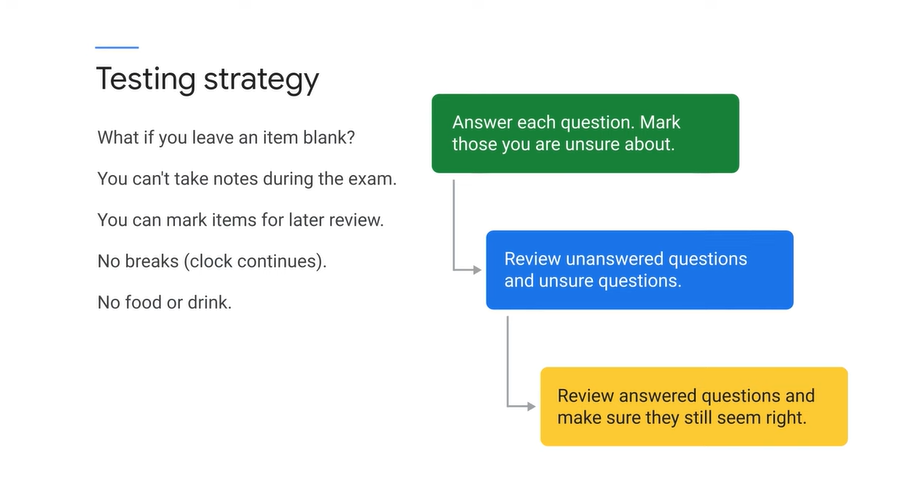 Testing strategy
What if you leave an item blank?
You can't take notes during the exam.
You can mark items for later review.
No breaks (clock continues).
No food or drink.
Answer each question. Mark
those you are unsure about.
Review unanswered questions
and unsure questions.
Review answered questions and
make sure they still seem right.